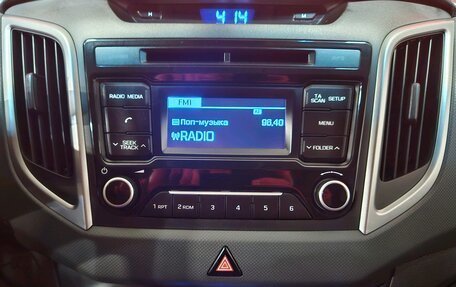 H 4:14 M
RADIO MEDIA
FM1
TA SCAN SETUP
Поп-музыка 96,40
MENU
RADIO
SEEK TRACK
FOLDER
1 RPT 2 RDM 3 4 5 6